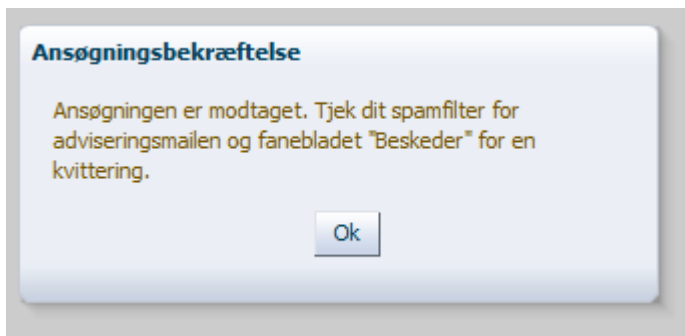 Ansøgningsbekræftelse
Ansøgningen er modtaget. Tjek dit spamfilter for
adviseringsmailen og fanebladet "Beskeder" for en
kvittering.
Ok